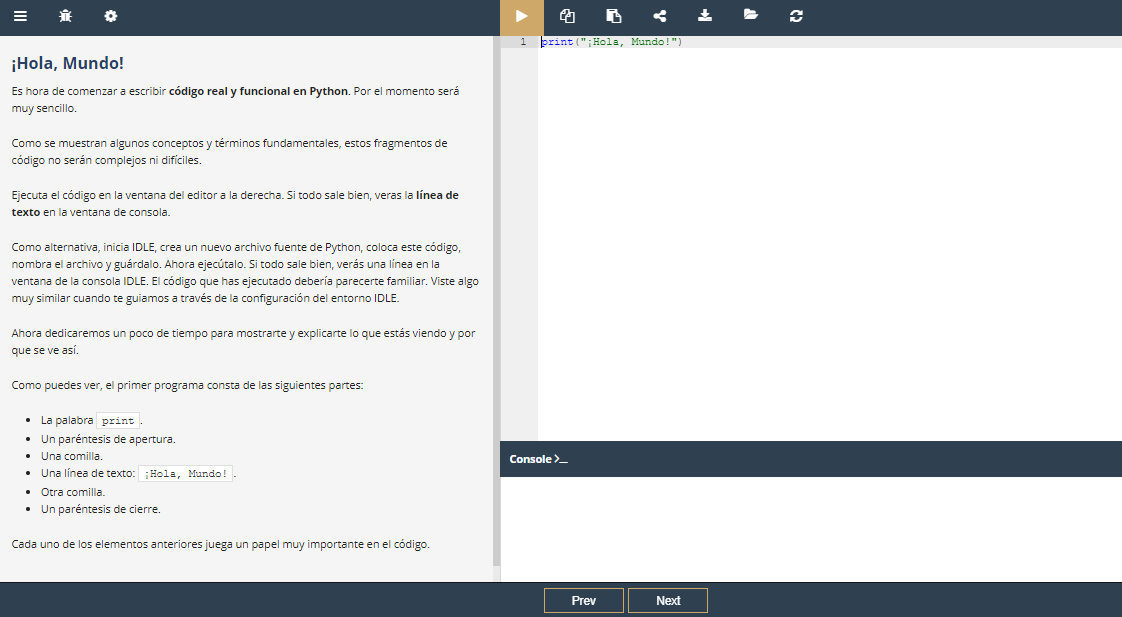 ¡Hola, Mundo!
Es hora de comenzar a escribir código real y funcional en Python. Por el momento será
muy sencillo.
Como se muestran algunos conceptos y términos fundamentales, estos fragmentos de
código no serán complejos ni difíciles.
Ejecuta el código en la ventana del editor a la derecha. Si todo sale bien, veras la línea de
texto en la ventana de consola.
Como alternativa, inicia IDLE, crea un nuevo archivo fuente de Python, coloca este código,
nombra el archivo y guárdalo. Ahora ejecútalo. Si todo sale bien, verás una línea en la
ventana de la consola IDLE. El código que has ejecutado debería parecerte familiar. Viste algo
muy similar cuando te guiamos a través de la configuración del entorno IDLE.
Ahora dedicaremos un poco de tiempo para mostrarte y explicarte lo que estás viendo y por
que se ve así.
Como puedes ver, el primer programa consta de las siguientes partes:
• La palabra print.
• Un paréntesis de apertura.
• Una comilla.
• Una línea de texto: ¡Hola, Mundo!.
• Otra comilla.
• Un paréntesis de cierre.
Cada uno de los elementos anteriores juega un papel muy importante en el código.
1 print("¡Hola, Mundo!")
Console >_
Prev Next